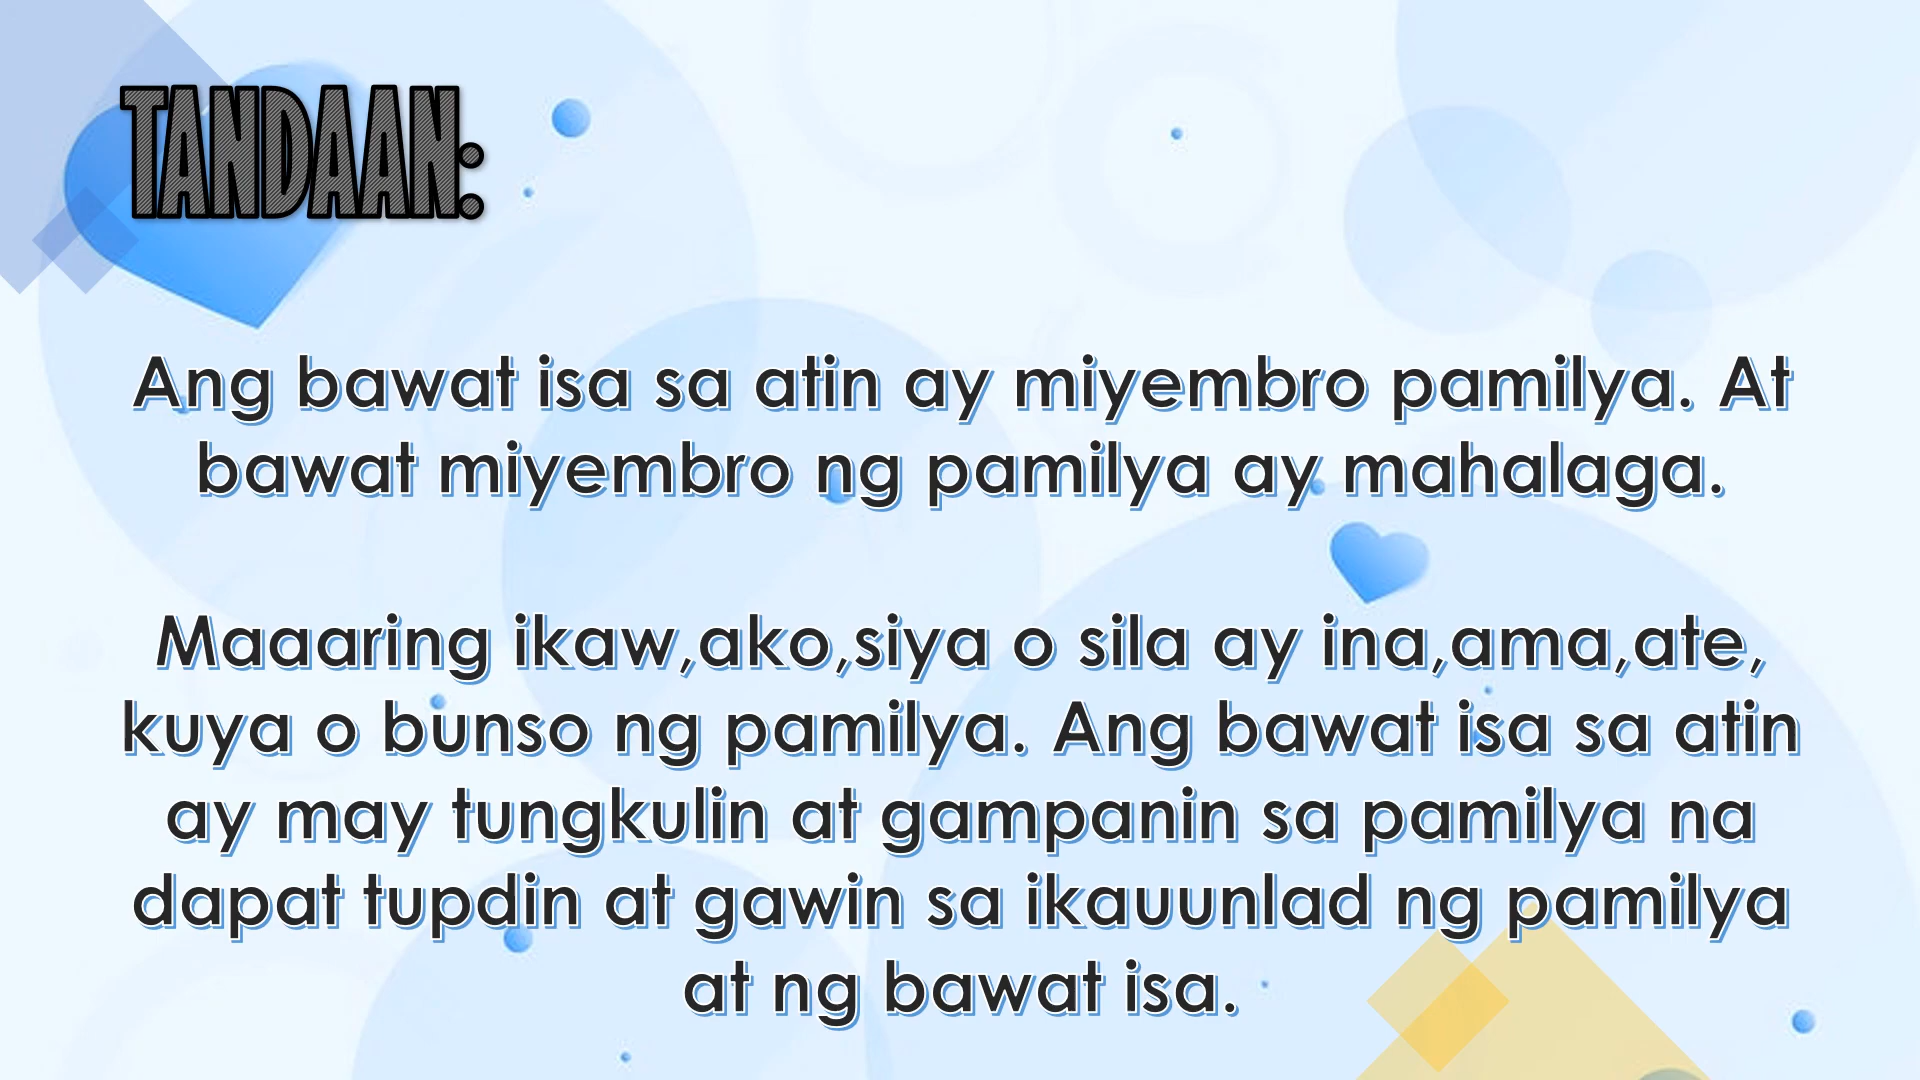 TANDAAN:
Ang bawat isa sa atin ay miyembro pamilya. At
bawat miyembro ng pamilya ay mahalaga.
Maaaring ikaw,ako,siya o sila ay ina,ama,ate,
kuya o bunso ng pamilya. Ang bawat isa sa atin
ay may tungkulin at gampanin sa pamilya na
dapat tupdin at gawin sa ikauunlad ng pamilya
at ng bawat isa.